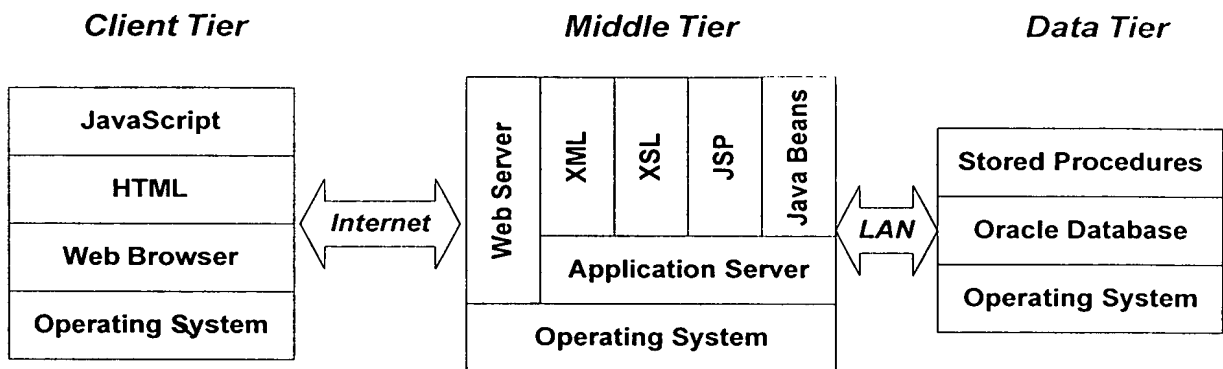 Client Tier
Middle Tier
Data Tier
JavaScript
HTML
Web Browser
Operating System
Internet
Web Server
XML
XSL
JSP
Java Beans
Application Server
Operating System
LAN
Stored Procedures
Oracle Database
Operating System